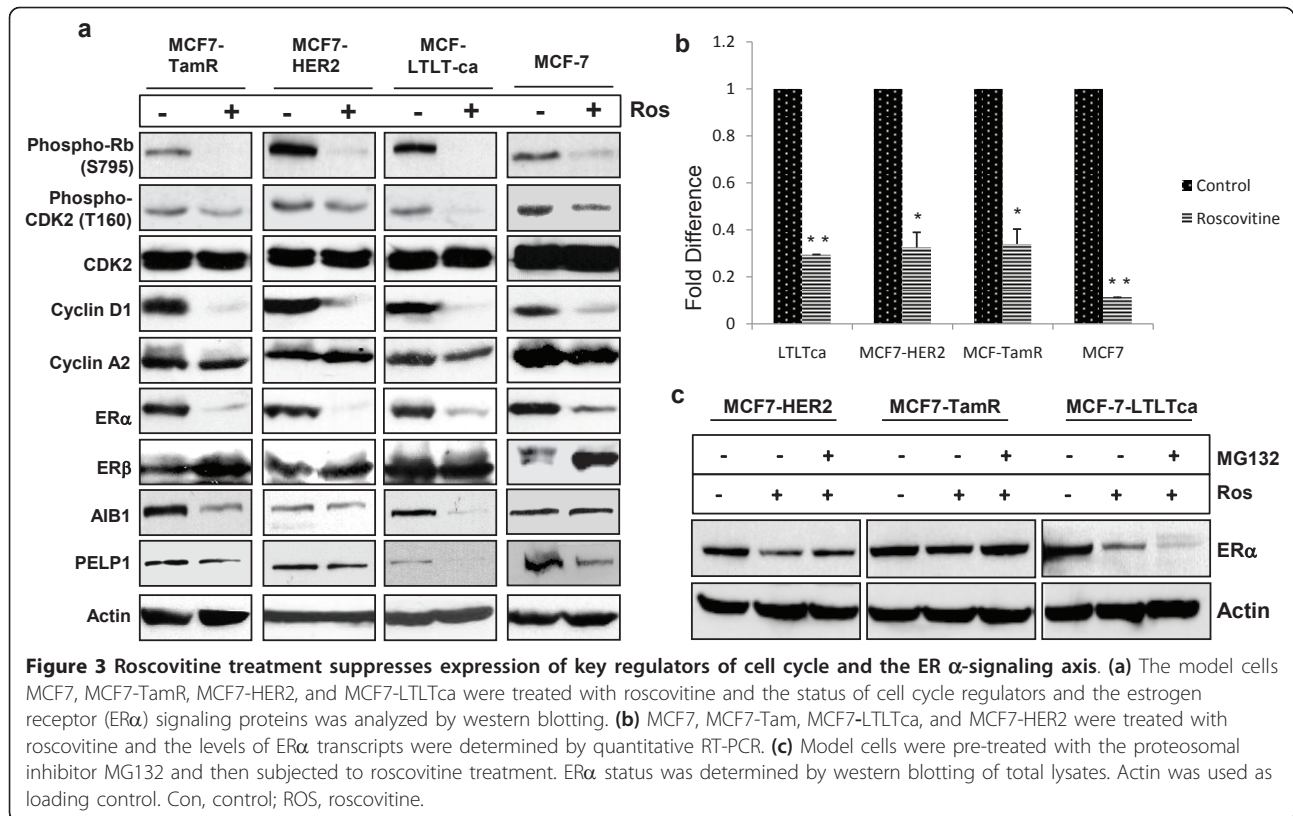 a
MCF7-TamR
MCF7-HER2
MCF-LTLT-ca
MCF-7
- + - + - + - + Ros
Phospho-Rb
(S795)
Phospho-
CDK2 (T160)
CDK2
Cyclin D1
Cyclin A2
ERα
ERβ
AIB1
PELP1
Actin
b
1.2
1
0.8
0.6
0.4
0.2
0
Fold Difference
* *
*
*
* *
LTLTca MCF7-HER2 MCF-TamR MCF7
Control
Roscovitine
c
MCF7-HER2 MCF7-TamR MCF-7-LTLTca
- - + - - + - - + MG132
- + + - + + - + + Ros
ERα
Actin
Figure 3 Roscovitine treatment suppresses expression of key regulators of cell cycle and the ER α-signaling axis. (a) The model cells
MCF7, MCF7-TamR, MCF7-HER2, and MCF7-LTLTca were treated with roscovitine and the status of cell cycle regulators and the estrogen
receptor (ERα) signaling proteins was analyzed by western blotting. (b) MCF7, MCF7-Tam, MCF7-LTLTca, and MCF7-HER2 were treated with
roscovitine and the levels of ERα transcripts were determined by quantitative RT-PCR. (c) Model cells were pre-treated with the proteosomal
inhibitor MG132 and then subjected to roscovitine treatment. ERα status was determined by western blotting of total lysates. Actin was used as
loading control. Con, control; ROS, roscovitine.